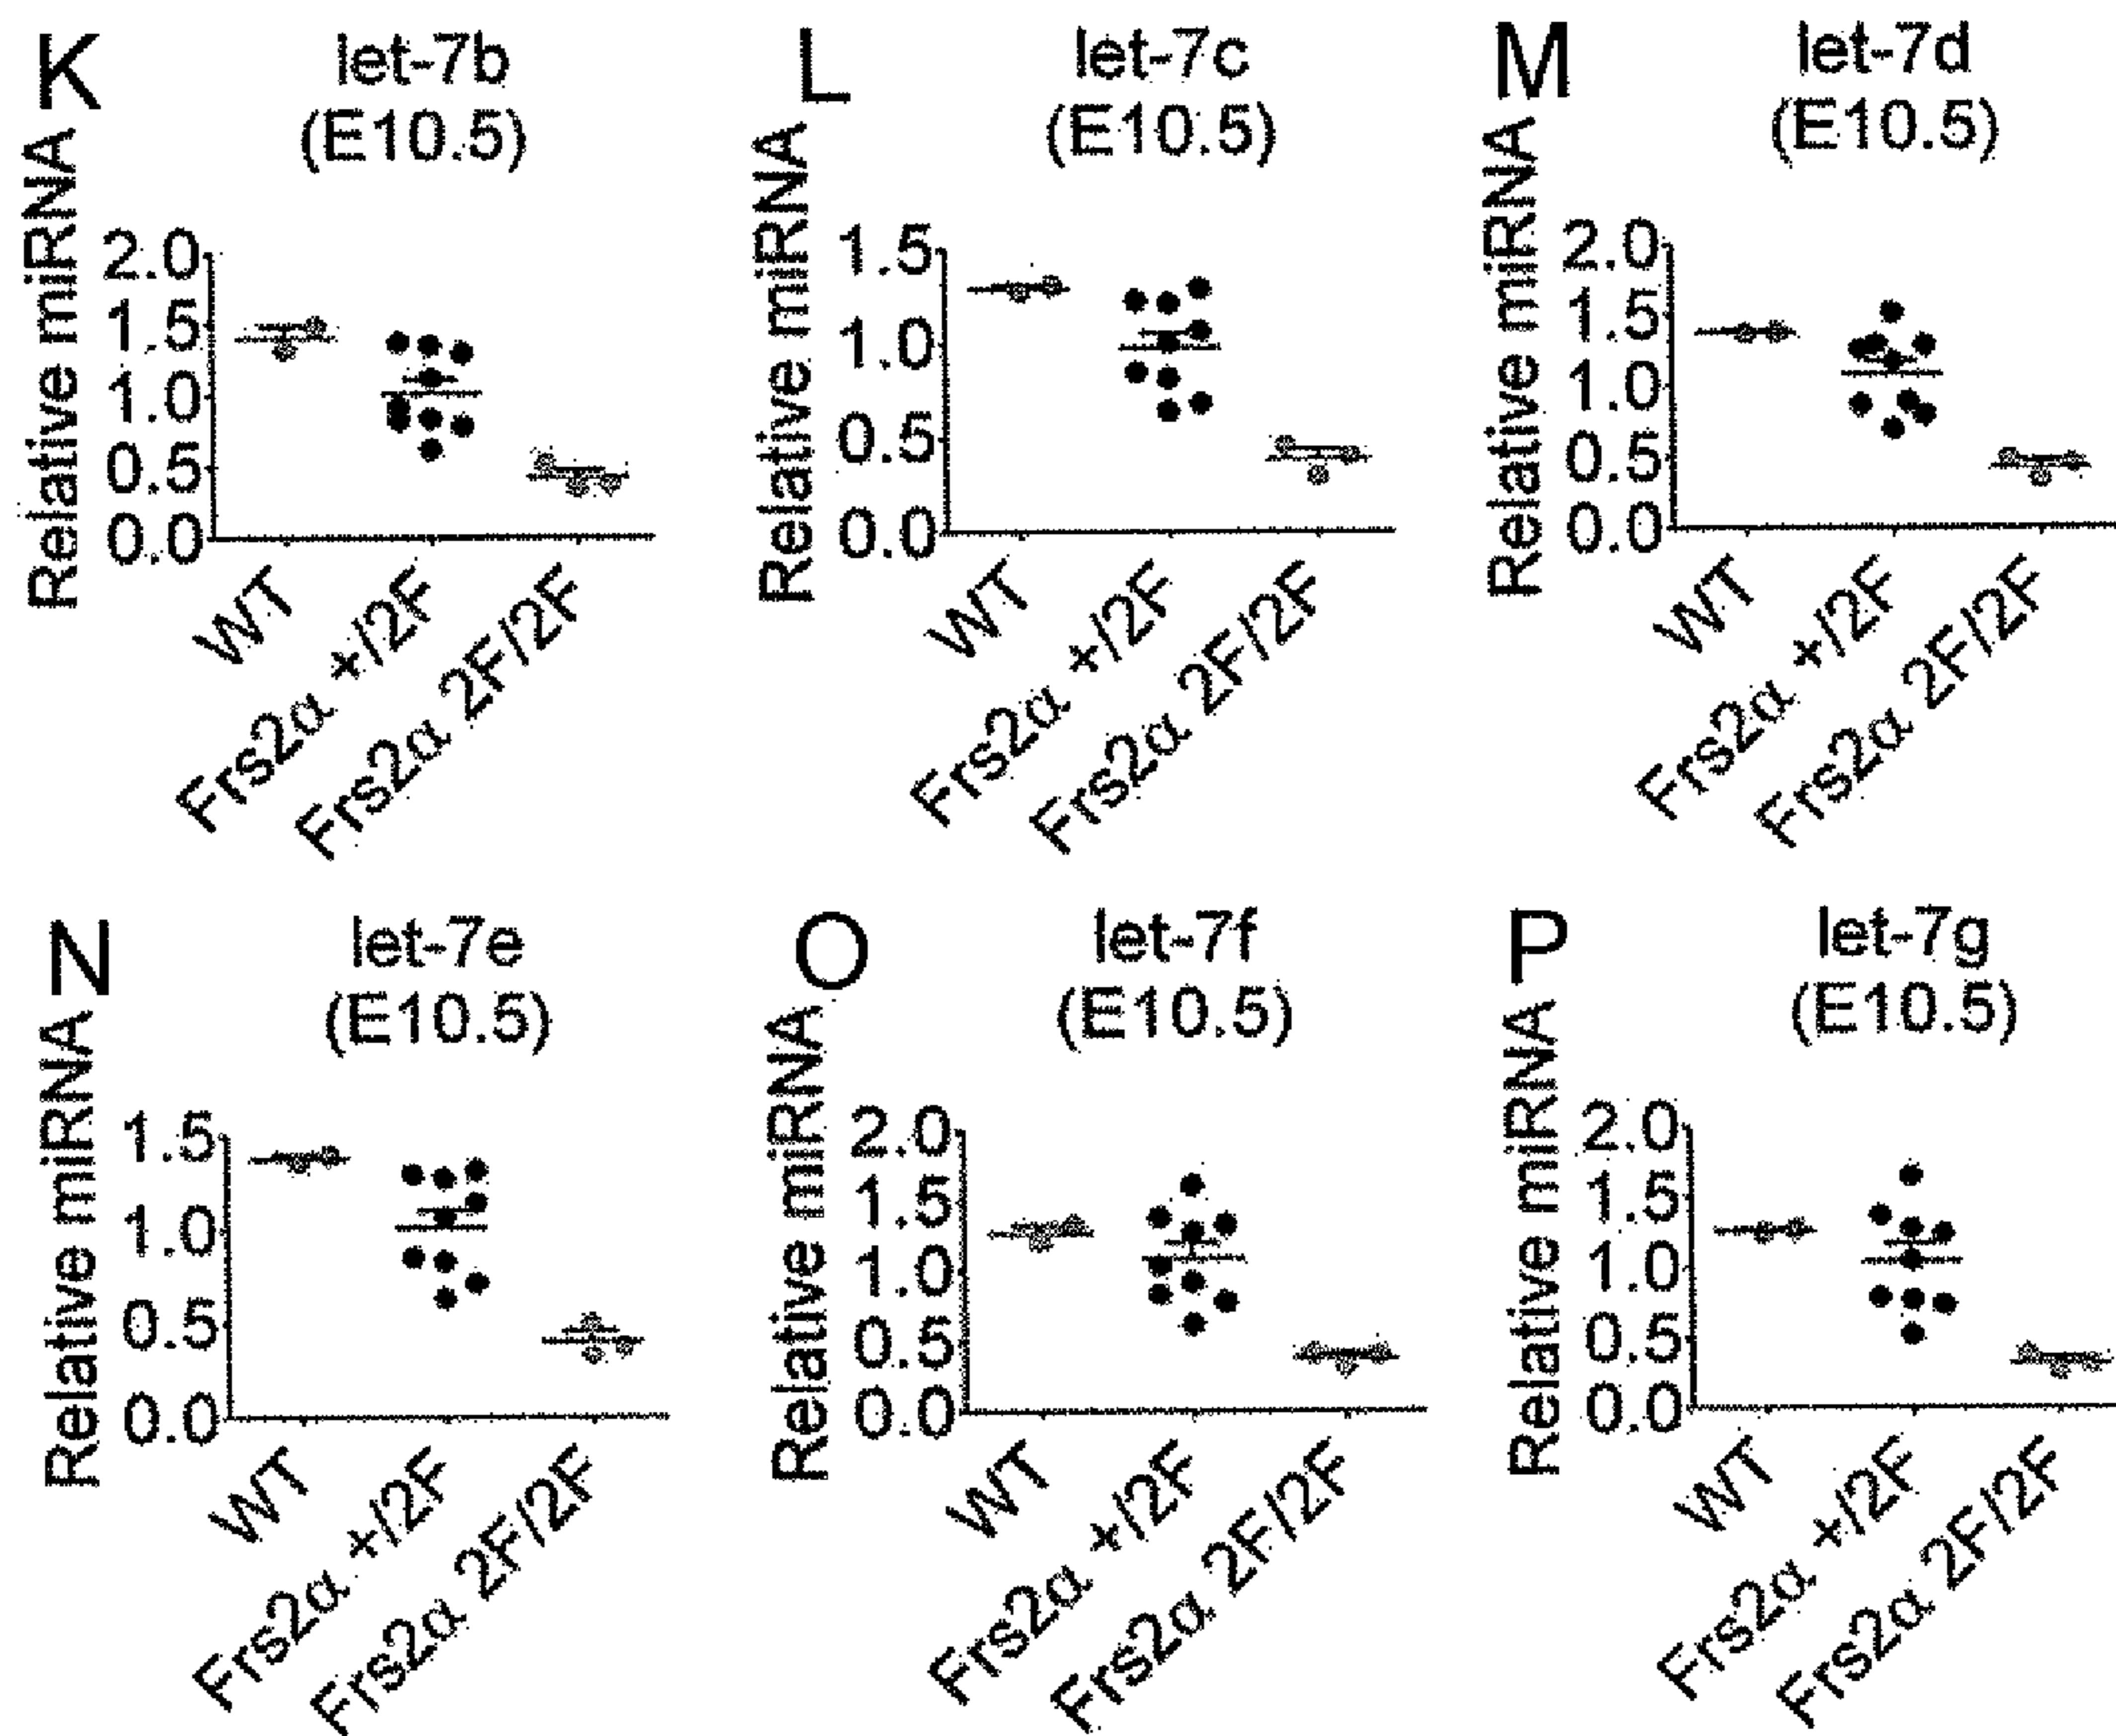 K
let-7b
(E10.5)
Relative miRNA
2.0
1.5
1.0
0.5
0.0
WT
Frs2α +/2F
Frs2α 2F/2F
L
let-7c
(E10.5)
Relative miRNA
1.5
1.0
0.5
0.0
WT
Frs2α +/2F
Frs2α 2F/2F
M
let-7d
(E10.5)
Relative miRNA
2.0
1.5
1.0
0.5
0.0
WT
Frs2α +/2F
Frs2α 2F/2F
N
let-7e
(E10.5)
Relative miRNA
1.5
1.0
0.5
0.0
WT
Frs2α +/2F
Frs2α 2F/2F
O
let-7f
(E10.5)
Relative miRNA
2.0
1.5
1.0
0.5
0.0
WT
Frs2α +/2F
Frs2α 2F/2F
P
let-7g
(E10.5)
Relative miRNA
2.0
1.5
1.0
0.5
0.0
WT
Frs2α +/2F
Frs2α 2F/2F